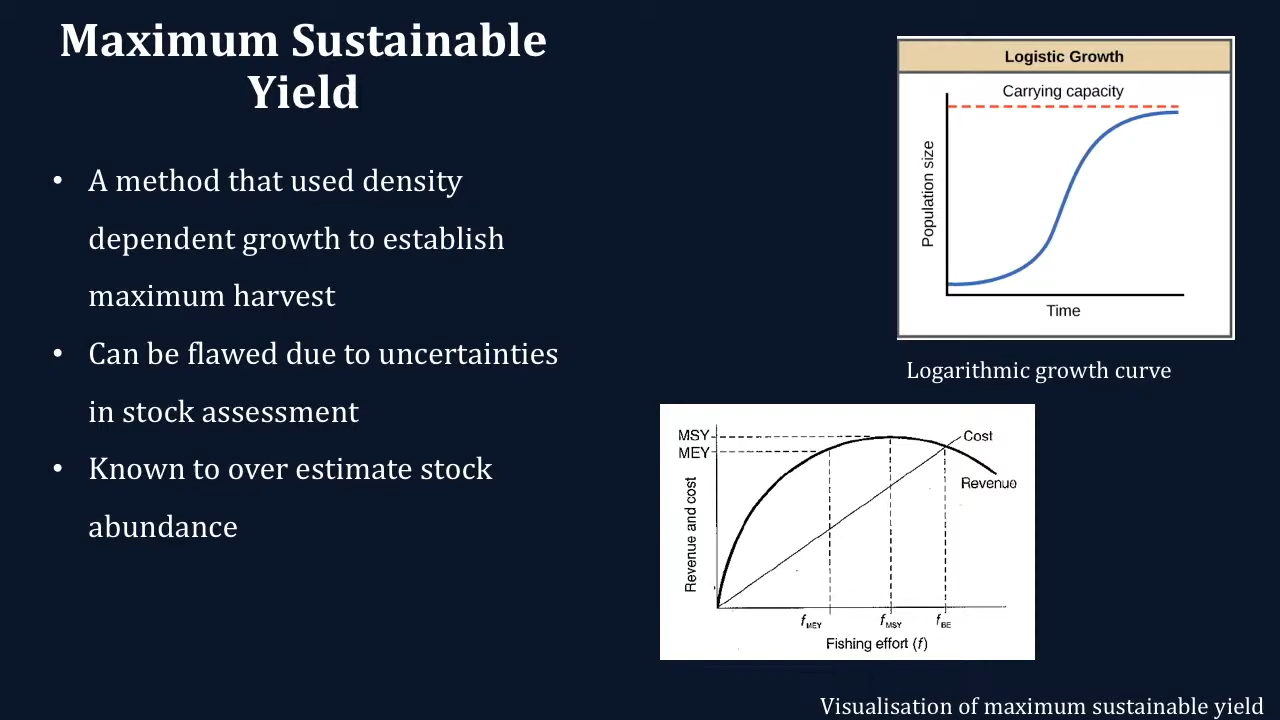 Maximum Sustainable
Yield
• A method that used density
dependent growth to establish
maximum harvest
• Can be flawed due to uncertainties
in stock assessment
• Known to over estimate stock
abundance
Logistic Growth
Carrying capacity
Population size
Time
Logarithmic growth curve
MSY
MEY
Cost
Revenue
Revenue and cost
fMEY
fMSY
fBE
Fishing effort (f)
Visualisation of maximum sustainable yield